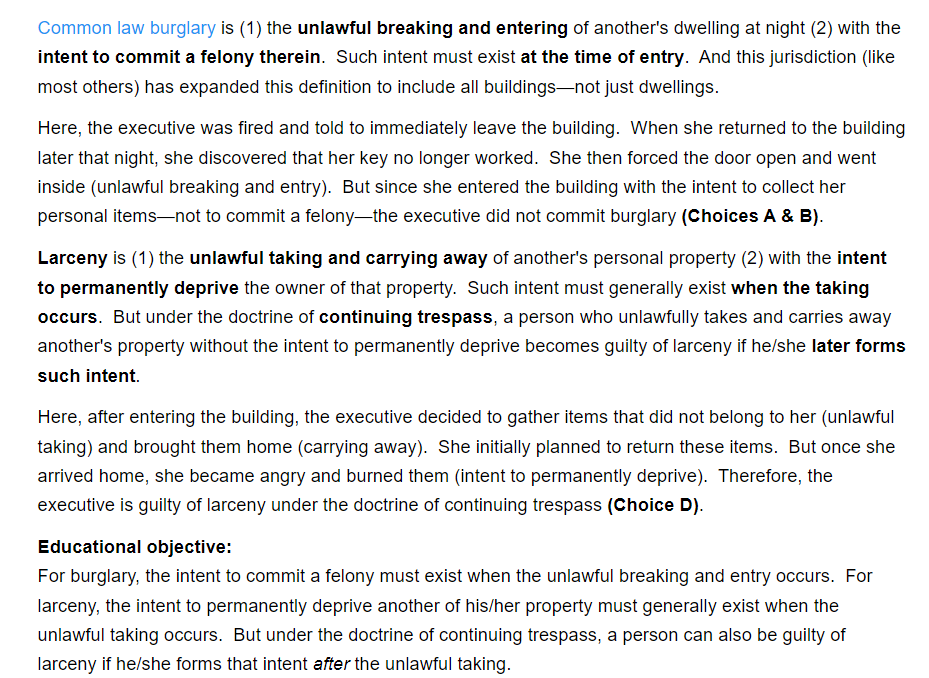 Common law burglary is (1) the unlawful breaking and entering of another's dwelling at night (2) with the
intent to commit a felony therein.  Such intent must exist at the time of entry.  And this jurisdiction (like
most others) has expanded this definition to include all buildings—not just dwellings.
Here, the executive was fired and told to immediately leave the building.  When she returned to the building
later that night, she discovered that her key no longer worked.  She then forced the door open and went
inside (unlawful breaking and entry).  But since she entered the building with the intent to collect her
personal items—not to commit a felony—the executive did not commit burglary (Choices A & B).
Larceny is (1) the unlawful taking and carrying away of another's personal property (2) with the intent
to permanently deprive the owner of that property.  Such intent must generally exist when the taking
occurs.  But under the doctrine of continuing trespass, a person who unlawfully takes and carries away
another's property without the intent to permanently deprive becomes guilty of larceny if he/she later forms
such intent.
Here, after entering the building, the executive decided to gather items that did not belong to her (unlawful
taking) and brought them home (carrying away).  She initially planned to return these items.  But once she
arrived home, she became angry and burned them (intent to permanently deprive).  Therefore, the
executive is guilty of larceny under the doctrine of continuing trespass (Choice D).
Educational objective:
For burglary, the intent to commit a felony must exist when the unlawful breaking and entry occurs.  For
larceny, the intent to permanently deprive another of his/her property must generally exist when the
unlawful taking occurs.  But under the doctrine of continuing trespass, a person can also be guilty of
larceny if he/she forms that intent after the unlawful taking.